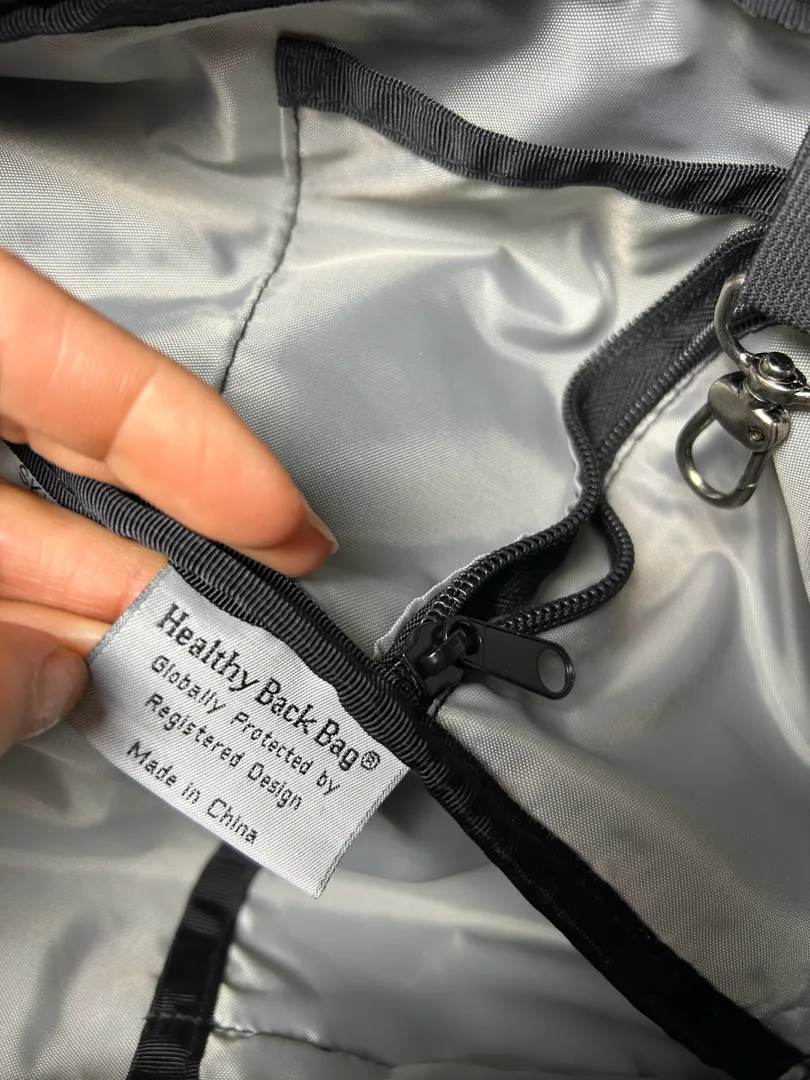 Healthy Back Bag®
Globally Protected by
Registered Design
Made in China